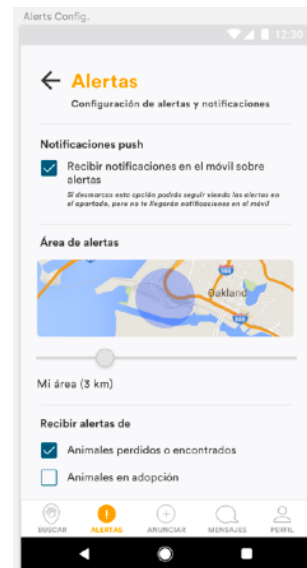 Alerts Config.
12:30
Alertas
Configuración de alertas y notificaciones
Notificaciones push
Recibir notificaciones en el móvil sobre
alertas
Si desmarcas esta opción podrás seguir viendo las alertas en
el apartado, pero no te llegarán notificaciones en el móvil
Área de alertas
Oakland
Mi área (3 km)
Recibir alertas de
Animales perdidos o encontrados
Animales en adopción
BUSCAR ALERTAS ANUNCIAR MENSAJES PERFIL